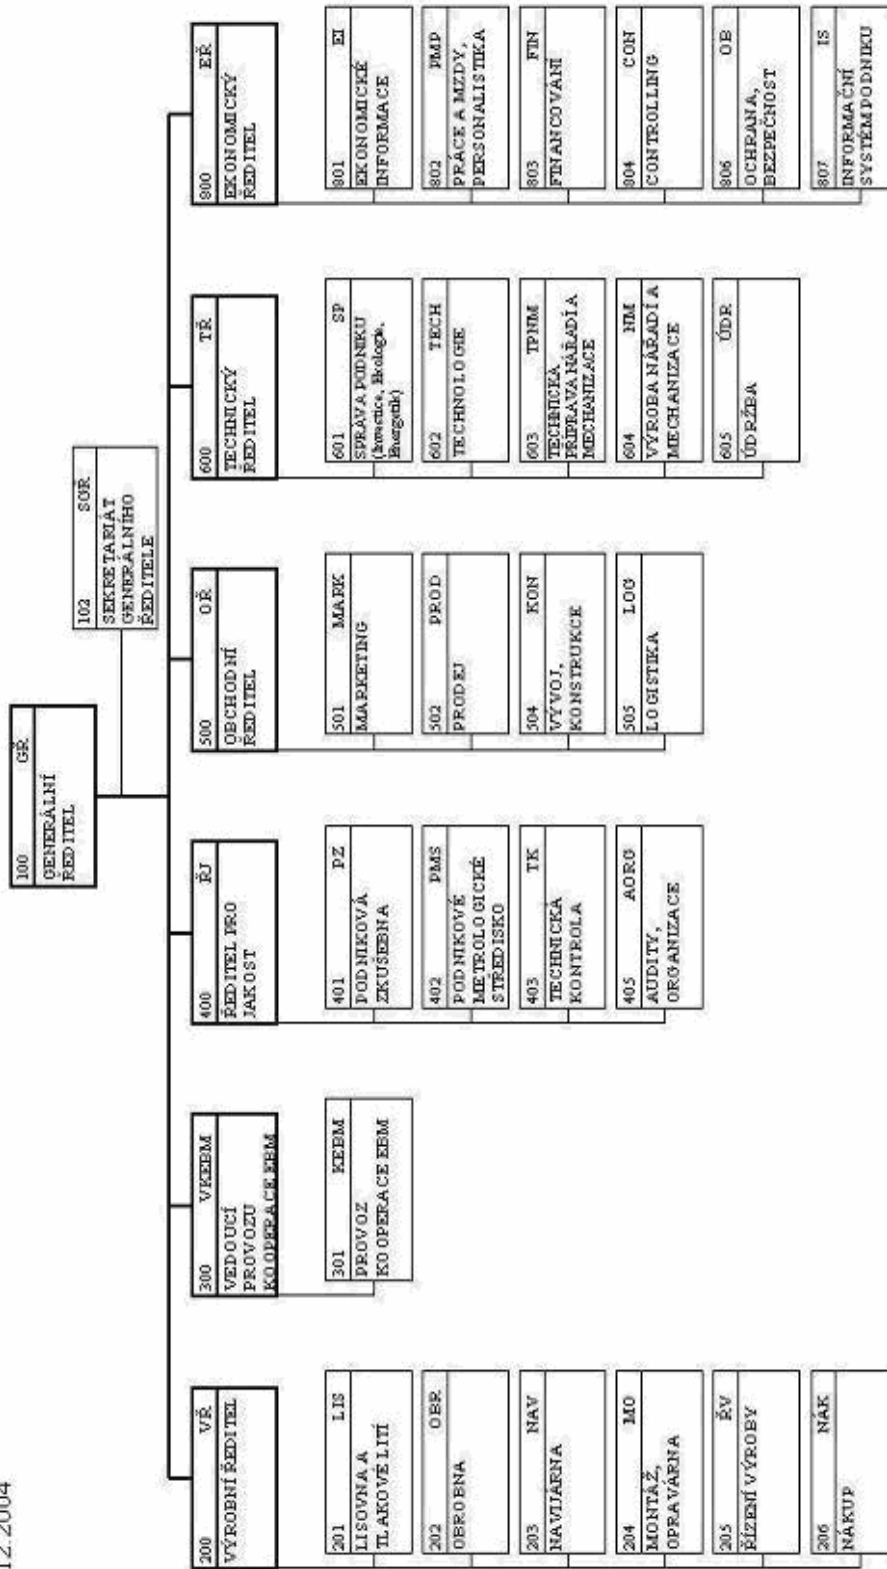 12.2004
100 GŘ
GENERÁLNÍ
ŘEDITEL
102 SGŘ
SEKRETARIÁT
GENERÁLNÍHO
ŘEDITELE
200 VŘ
VÝROBNÍ ŘEDITEL
201 LIS
LISOVNA A
TLAKOVÉ LITÍ
202 OBR
OBROBNA
203 NAV
NAVIJÁRNA
204 MO
MONTÁŽ,
OPRAVÁRNA
205 ŘV
ŘÍZENÍ VÝROBY
206 NÁK
NÁKUP
300 VKEBM
VEDOUCÍ
PROVOZU
KOOPERACE EBM
301 KEBM
PROVOZ
KOOPERACE EBM
400 ŘJ
ŘEDITEL PRO
JAKOST
401 PZ
PODNIKOVÁ
ZKUŠEBNA
402 PMS
PODNIKOVÉ
METROLOGICKÉ
STŘEDISKO
403 TK
TECHNICKÁ
KONTROLA
405 AORG
AUDITY,
ORGANIZACE
500 OŘ
OBCHODNÍ
ŘEDITEL
501 MARK
MARKETING
502 PROD
PRODEJ
504 KON
VÝVOJ,
KONSTRUKCE
505 LOG
LOGISTIKA
600 TŘ
TECHNICKÝ
ŘEDITEL
601 SP
SPRÁVA PODNIKU
(Investice, Ekologie,
Energetik)
602 TECH
TECHNOLOGIE
603 TPNM
TECHNICKÁ
PŘÍPRAVA NÁŘADÍ A
MECHANIZACE
604 NM
VÝROBA NÁŘADÍ A
MECHANIZACE
605 ÚDR
ÚDRŽBA
800 EŘ
EKONOMICKÝ
ŘEDITEL
801 EI
EKONOMICKÉ
INFORMACE
802 PMP
PRÁCE A MZDY,
PERSONALISTIKA
803 FIN
FINANCOVÁNÍ
804 CON
CONTROLLING
806 OB
OCHRANA,
BEZPEČNOST
807 IS
INFORMAČNÍ
SYSTÉM PODNIKU